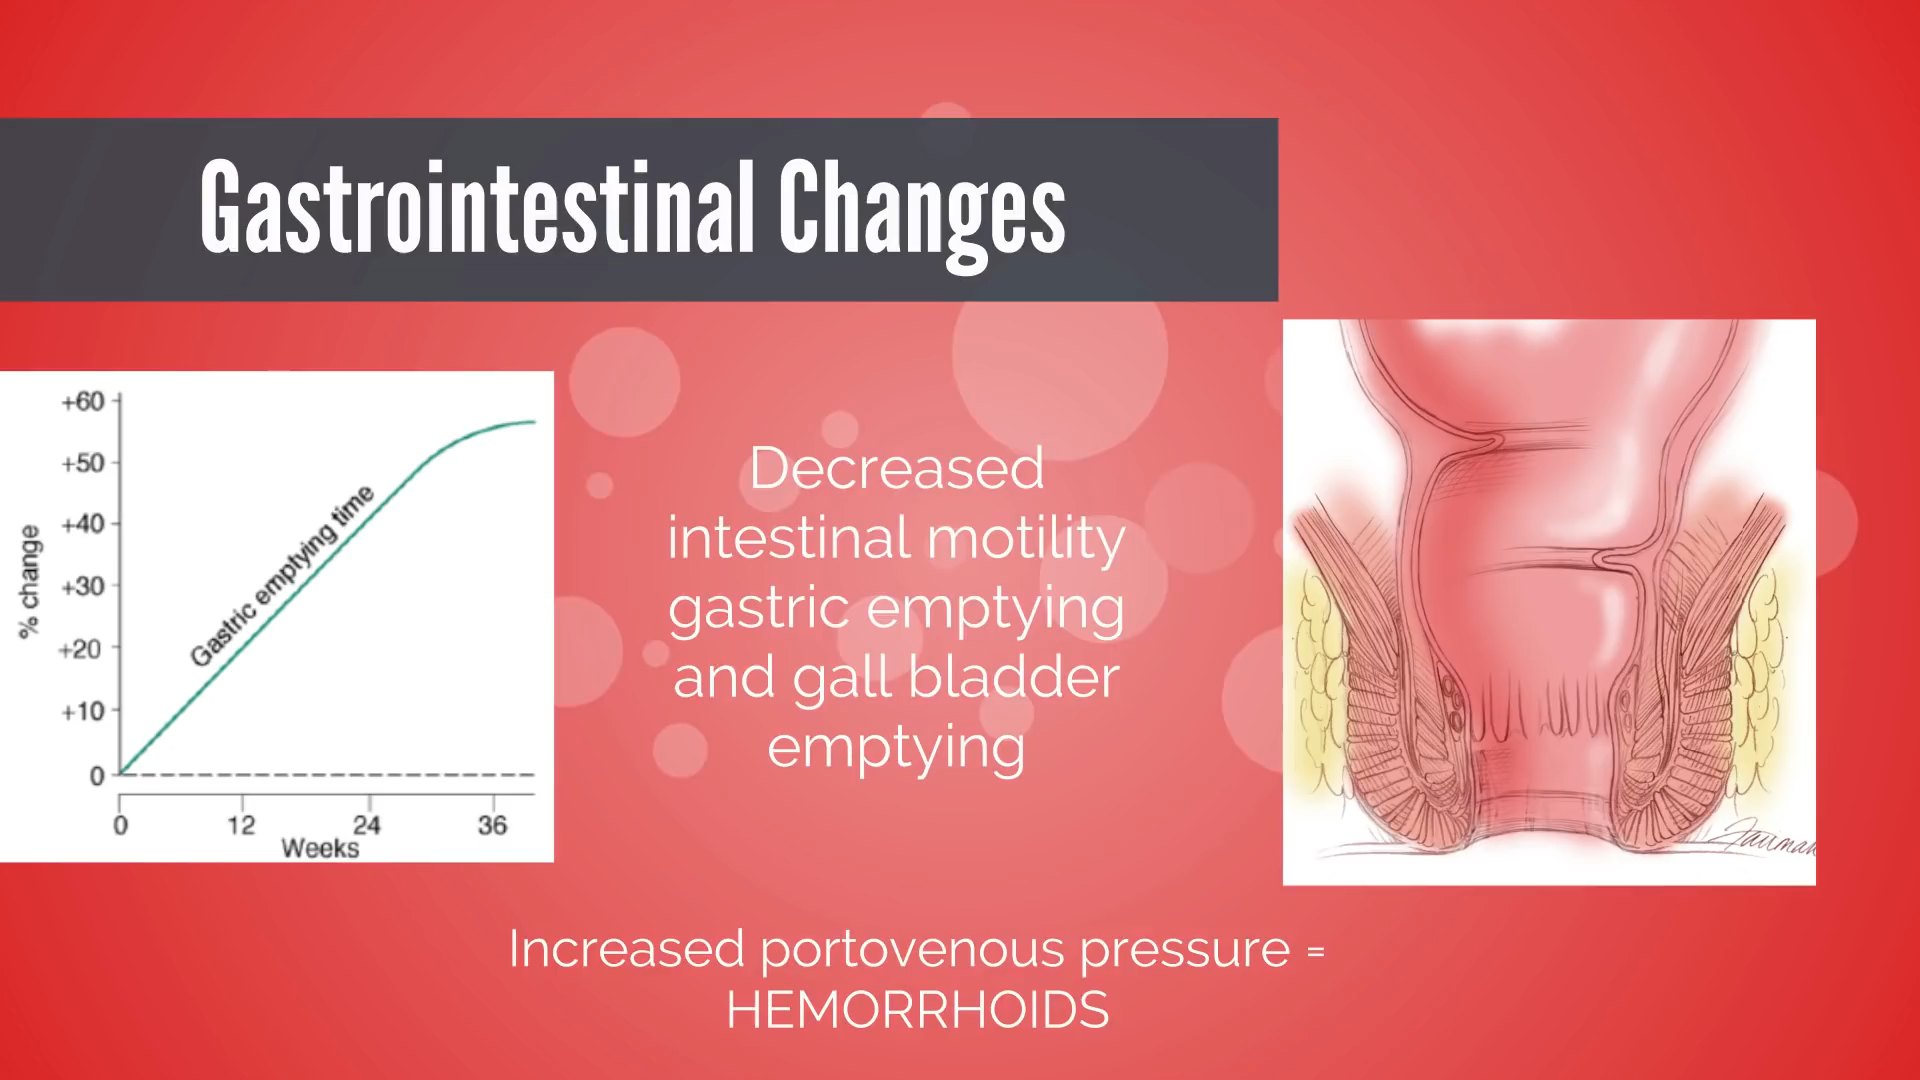 Gastrointestinal Changes
+60
+50
+40
+30
+20
+10
0
% change
Gastric emptying time
0 12 24 36
Weeks
Decreased
intestinal motility
gastric emptying
and gall bladder
emptying
Increased portovenous pressure =
HEMORRHOIDS